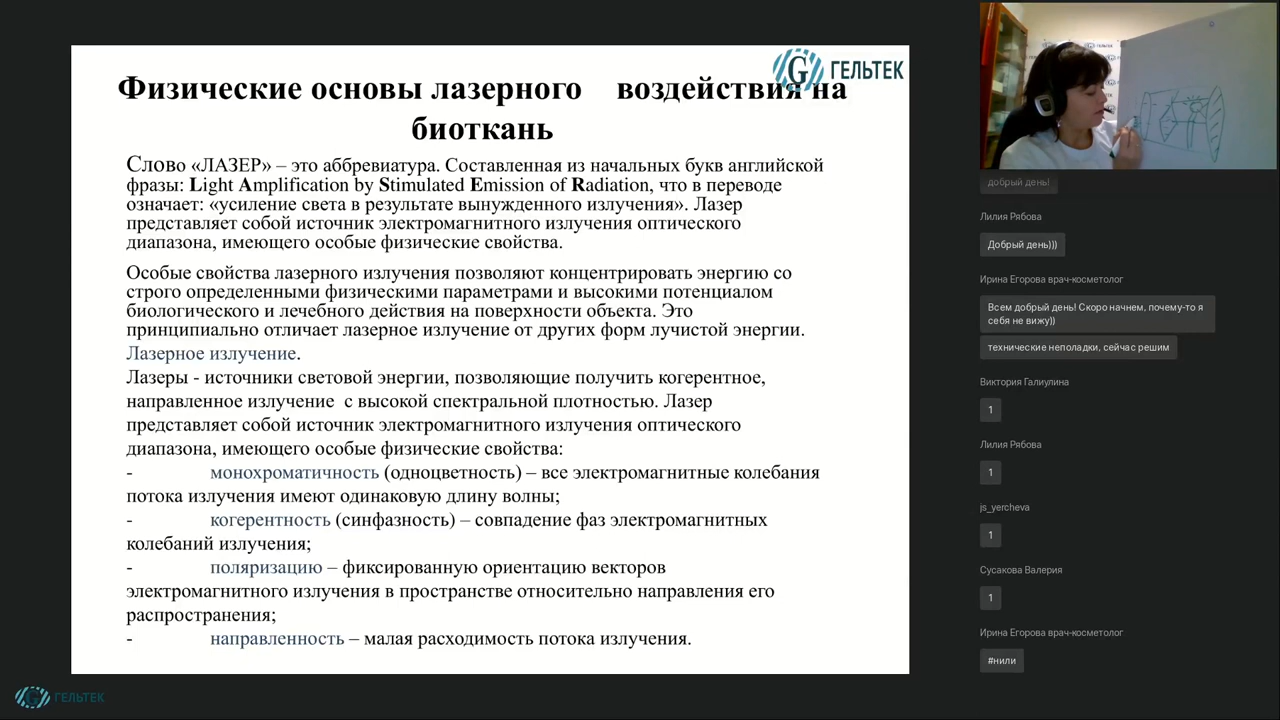 ГЕЛЬТЕК
Физические основы лазерного воздействия на
биоткань
Слово «ЛАЗЕР» – это аббревиатура. Составленная из начальных букв английской
фразы: Light Amplification by Stimulated Emission of Radiation, что в переводе
означает: «усиление света в результате вынужденного излучения». Лазер
представляет собой источник электромагнитного излучения оптического
диапазона, имеющего особые физические свойства.
Особые свойства лазерного излучения позволяют концентрировать энергию со
строго определенными физическими параметрами и высокими потенциалом
биологического и лечебного действия на поверхности объекта. Это
принципиально отличает лазерное излучение от других форм лучистой энергии.
Лазерное излучение.
Лазеры - источники световой энергии, позволяющие получить когерентное,
направленное излучение с высокой спектральной плотностью. Лазер
представляет собой источник электромагнитного излучения оптического
диапазона, имеющего особые физические свойства:
- монохроматичность (одноцветность) – все электромагнитные колебания
потока излучения имеют одинаковую длину волны;
- когерентность (синфазность) – совпадение фаз электромагнитных
колебаний излучения;
- поляризацию – фиксированную ориентацию векторов
электромагнитного излучения в пространстве относительно направления его
распространения;
- направленность – малая расходимость потока излучения.
ГЕЛЬТЕК
добрый день!
Лилия Рябова
Добрый день)))
Ирина Егорова врач-косметолог
Всем добрый день! Скоро начнем, почему-то я
себя не вижу))
технические неполадки, сейчас решим
Виктория Галиулина
1
Лилия Рябова
1
js_yercheva
1
Сусакова Валерия
1
Ирина Егорова врач-косметолог
#нили